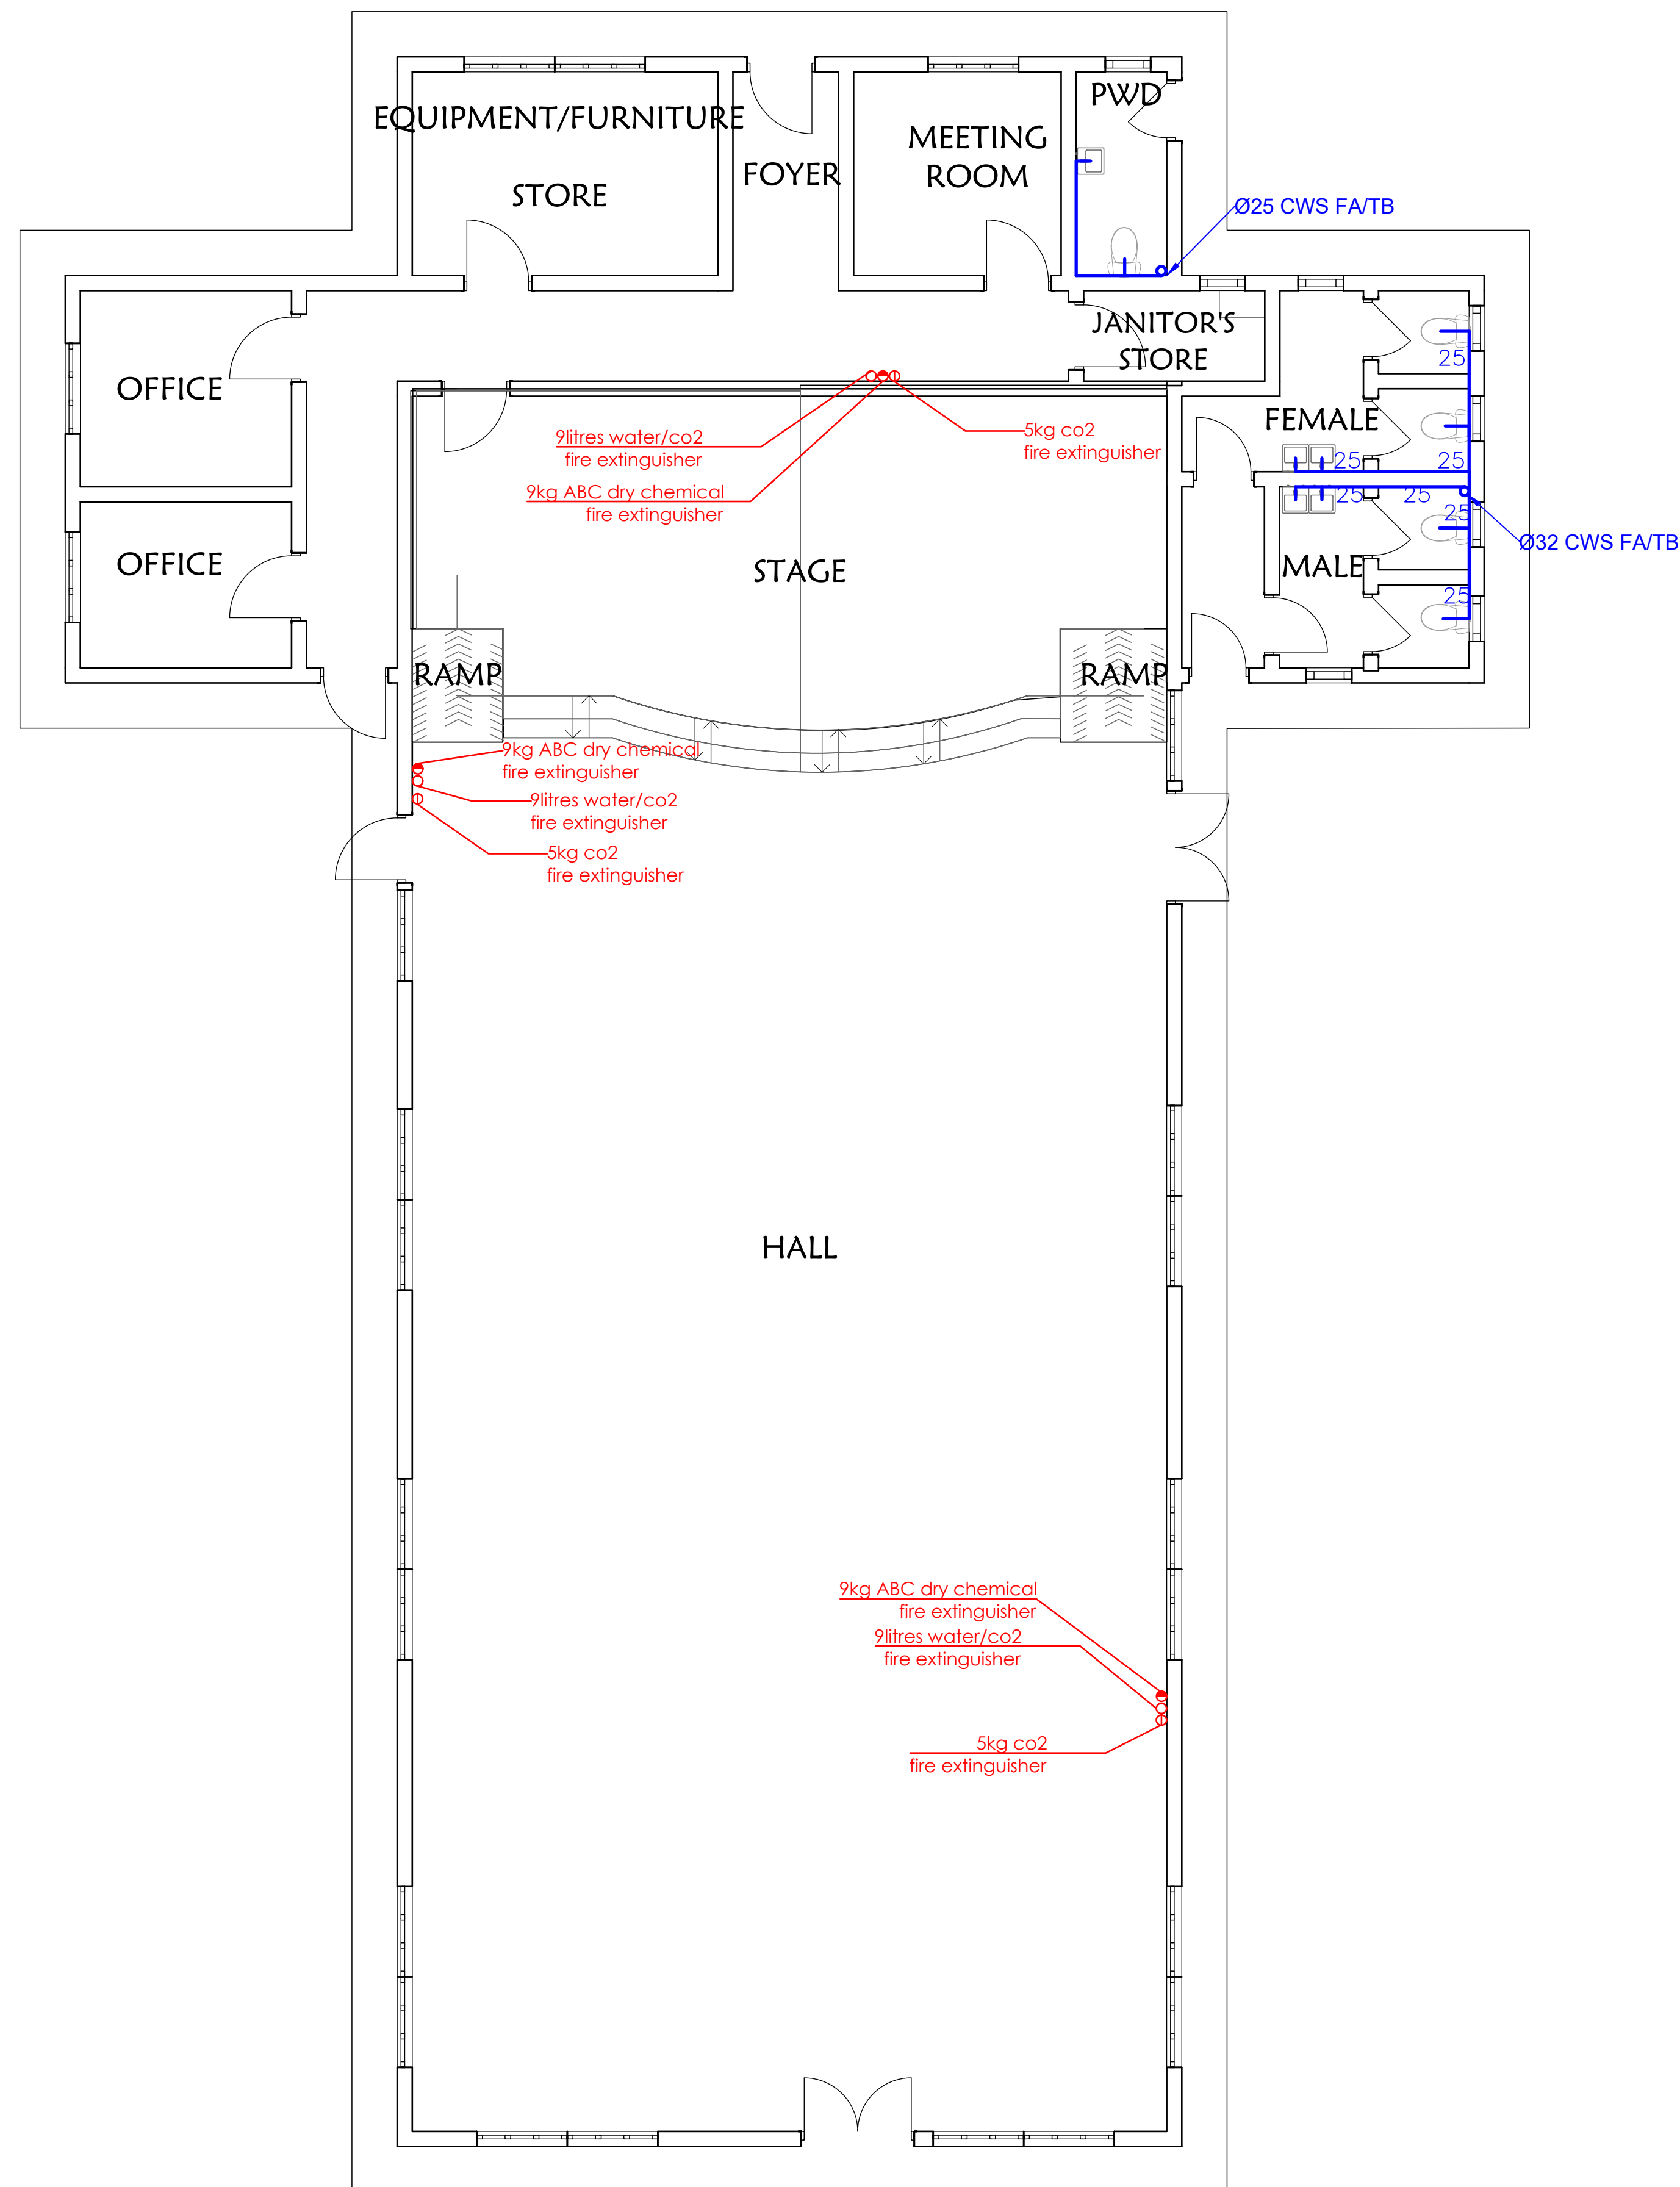 EQUIPMENT/FURNITURE
STORE
FOYER
MEETING
ROOM
PWD
Ø25 CWS FA/TB
JANITOR'S
STORE
OFFICE
OFFICE
25
FEMALE
25
25
25
25
25
Ø32 CWS FA/TB
MALE
25
9litres water/co2
fire extinguisher
5kg co2
fire extinguisher
9kg ABC dry chemical
fire extinguisher
STAGE
RAMP
RAMP
9kg ABC dry chemical
fire extinguisher
9litres water/co2
fire extinguisher
5kg co2
fire extinguisher
HALL
9kg ABC dry chemical
fire extinguisher
9litres water/co2
fire extinguisher
5kg co2
fire extinguisher